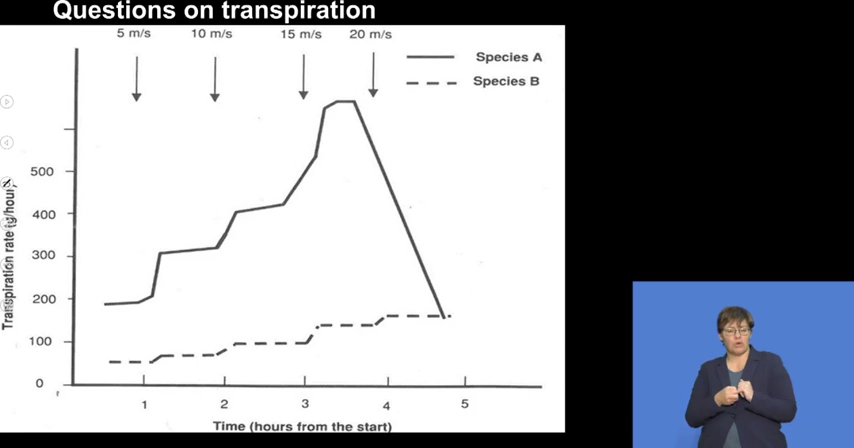 Questions on transpiration
5 m/s 10 m/s 15 m/s 20 m/s
Species A
Species B
500
400
300
200
100
0
Transpiration rate (g/hour)
1 2 3 4 5
Time (hours from the start)